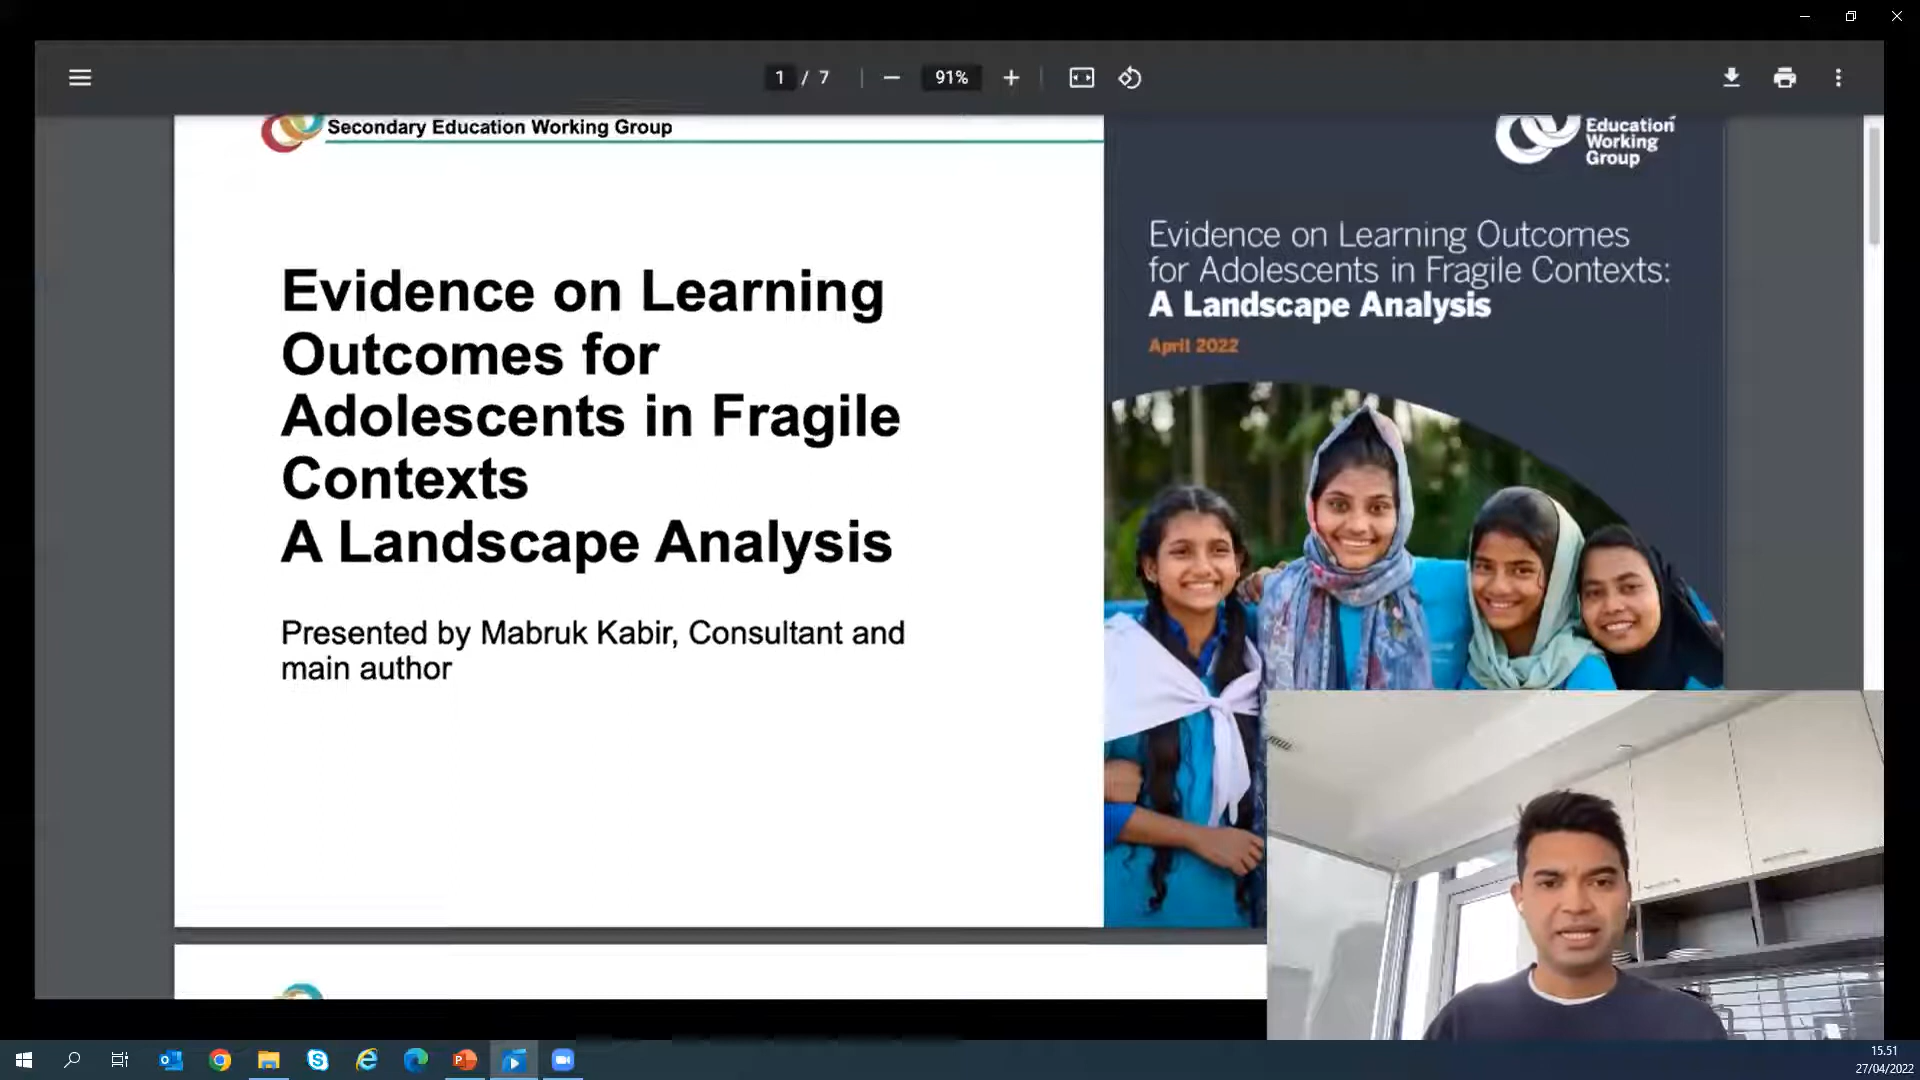 1 / 7
91%
Secondary Education Working Group
Evidence on Learning
Outcomes for
Adolescents in Fragile
Contexts
A Landscape Analysis
Presented by Mabruk Kabir, Consultant and
main author
Education
Working
Group
Evidence on Learning Outcomes
for Adolescents in Fragile Contexts:
A Landscape Analysis
April 2022
15.51
27/04/2022